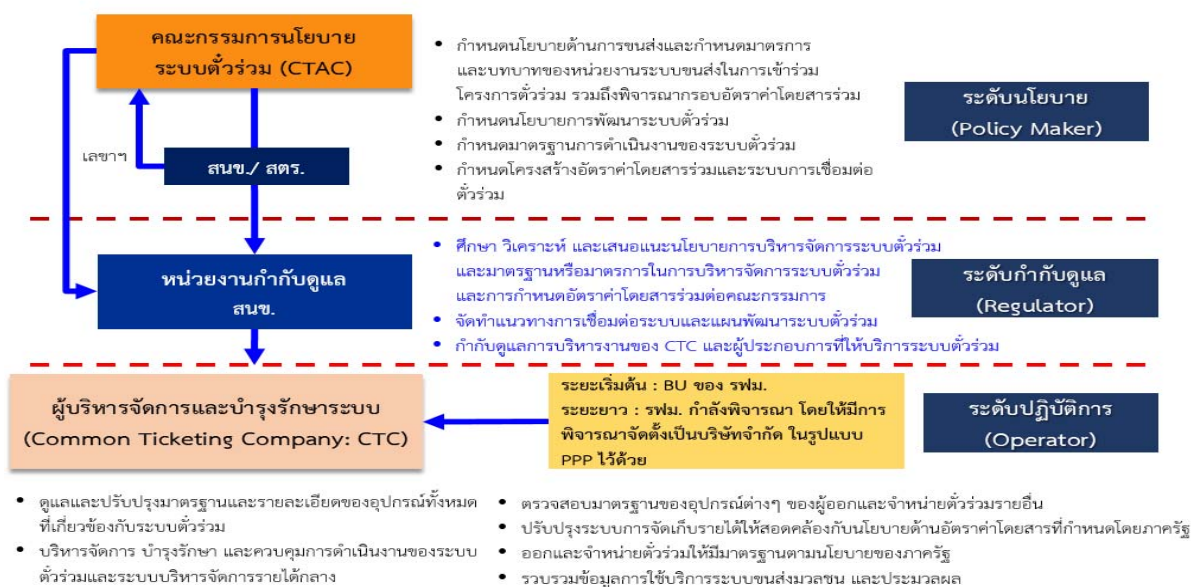 คณะกรรมการนโยบาย
ระบบตั๋วร่วม (CTAC)
• กำหนดนโยบายด้านการขนส่งและกำหนดมาตรการ
และบทบาทของหน่วยงานระบบขนส่งในการเข้าร่วม
โครงการตั๋วร่วม รวมถึงพิจารณากรอบอัตราค่าโดยสารร่วม
• กำหนดนโยบายการพัฒนาระบบตั๋วร่วม
• กำหนดมาตรฐานการดำเนินงานของระบบตั๋วร่วม
• กำหนดโครงสร้างอัตราค่าโดยสารร่วมและระบบการเชื่อมต่อ
ตั๋วร่วม
ระดับนโยบาย
(Policy Maker)
เลขาฯ
สนข./ สตร.
หน่วยงานกำกับดูแล
สนข.
• ศึกษา วิเคราะห์ และเสนอแนะนโยบายการบริหารจัดการระบบตั๋วร่วม
และมาตรฐานหรือมาตรการในการบริหารจัดการระบบตั๋วร่วม
และการกำหนดอัตราค่าโดยสารร่วมต่อคณะกรรมการ
• จัดทำแนวทางการเชื่อมต่อระบบและแผนพัฒนาระบบตั๋วร่วม
• กำกับดูแลการบริหารงานของ CTC และผู้ประกอบการที่ให้บริการระบบตั๋วร่วม
ระดับกำกับดูแล
(Regulator)
ผู้บริหารจัดการและบำรุงรักษาระบบ
(Common Ticketing Company: CTC)
ระยะเริ่มต้น : BU ของ รฟม.
ระยะยาว : รฟม. กำลังพิจารณา โดยให้มีการ
พิจารณาจัดตั้งเป็นบริษัทจำกัด ในรูปแบบ
PPP ไว้ด้วย
ระดับปฏิบัติการ
(Operator)
• ดูแลและปรับปรุงมาตรฐานและรายละเอียดของอุปกรณ์ทั้งหมด
ที่เกี่ยวข้องกับระบบตั๋วร่วม
• บริหารจัดการ บำรุงรักษา และควบคุมการดำเนินงานของระบบ
ตั๋วร่วมและระบบบริหารจัดการรายได้กลาง
• ตรวจสอบมาตรฐานของอุปกรณ์ต่างๆ ของผู้ออกและจำหน่ายตั๋วร่วมรายอื่น
• ปรับปรุงระบบการจัดเก็บรายได้ให้สอดคล้องกับนโยบายด้านอัตราค่าโดยสารที่กำหนดโดยภาครัฐ
• ออกและจำหน่ายตั๋วร่วมให้มีมาตรฐานตามนโยบายของภาครัฐ
• รวบรวมข้อมูลการใช้บริการระบบขนส่งมวลชน และประมวลผล